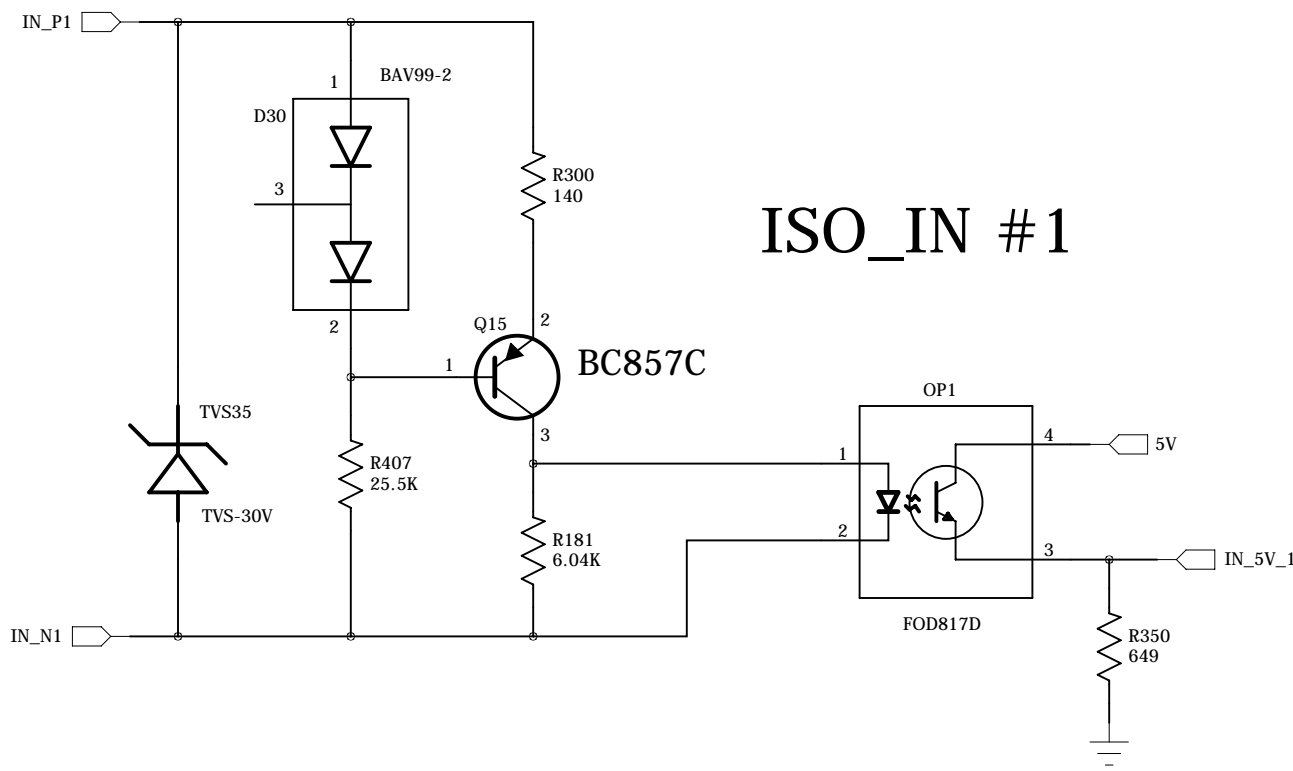 IN_P1
BAV99-2
1
D30
3
R300
140
ISO_IN #1
2
Q15
2
1
BC857C
TVS35
OP1
3
4
5V
1
R407
25.5K
TVS-30V
R181
6.04K
2
3
IN_5V_1
IN_N1
FOD817D
R350
649